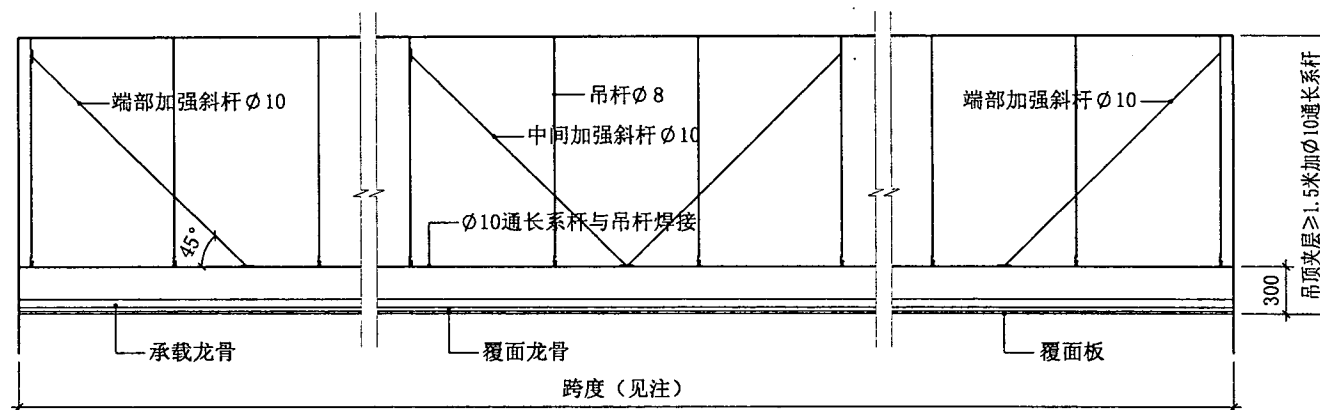 端部加强斜杆Ø10
吊杆Ø8
端部加强斜杆Ø10
中间加强斜杆Ø10
Ø10通长系杆与吊杆焊接
45°
吊顶夹层≥1.5米加Ø10通长系杆
300
承载龙骨
覆面龙骨
覆面板
跨度（见注）